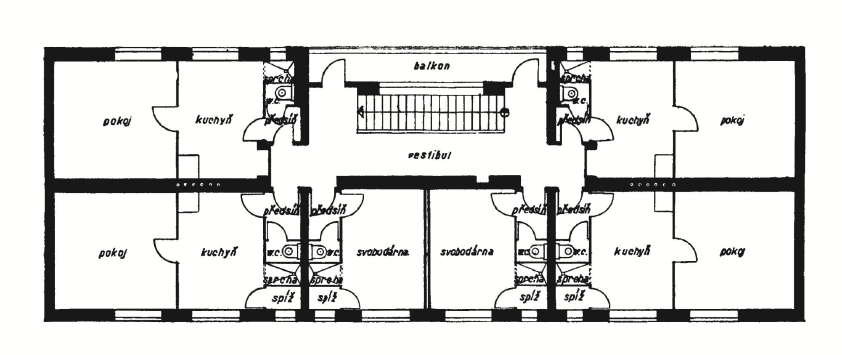 balkon
sprcha
sprcha
w.c.
w.c.
pokoj
kuchyň
předsíň
předsíň
kuchyň
pokoj
vestibul
předsíň
předsíň
předsíň
předsíň
pokoj
kuchyň
w.c.
w.c.
svobodárna
svobodárna
w.c.
w.c.
kuchyň
pokoj
sprcha
sprcha
sprcha
sprcha
spíž
spíž
spíž
spíž